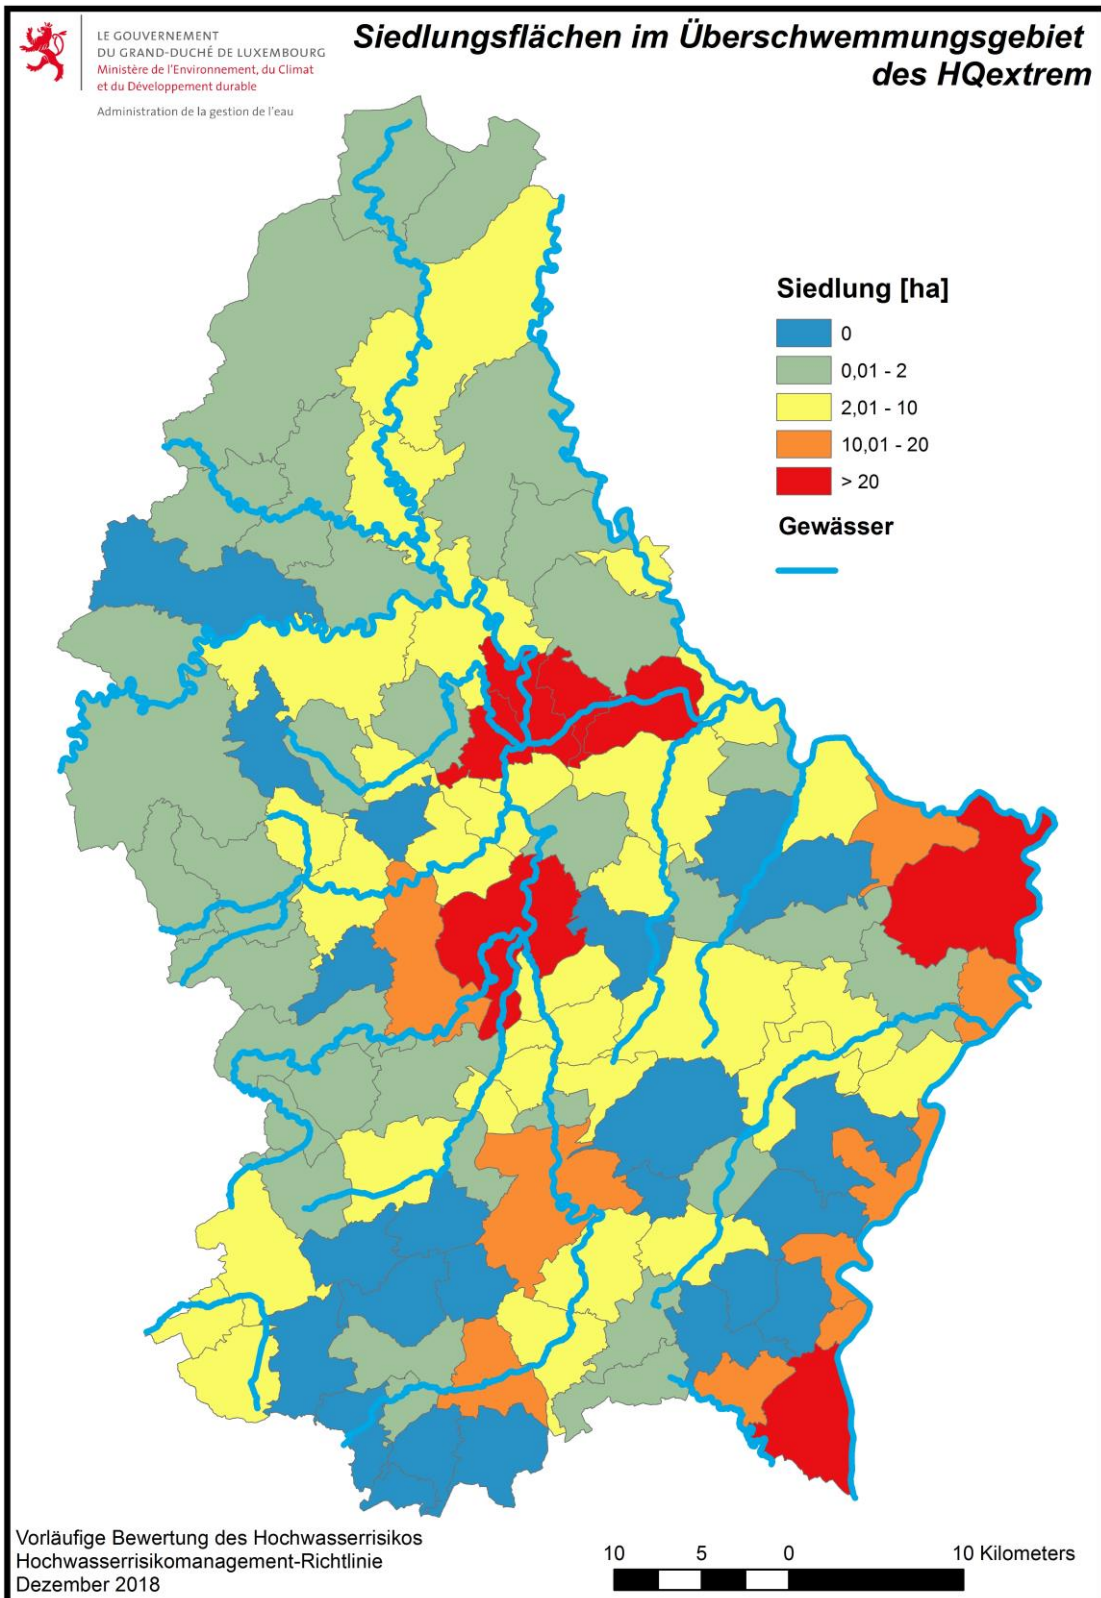 LE GOUVERNEMENT
DU GRAND-DUCHÉ DE LUXEMBOURG
Ministère de l'Environnement, du Climat
et du Développement durable
Administration de la gestion de l'eau
Siedlungsflächen im Überschwemmungsgebiet
des HQextrem
Siedlung [ha]
0
0,01 - 2
2,01 - 10
10,01 - 20
> 20
Gewässer
Vorläufige Bewertung des Hochwasserrisikos
Hochwasserrisikomanagement-Richtlinie
Dezember 2018
10 5 0 10 Kilometers